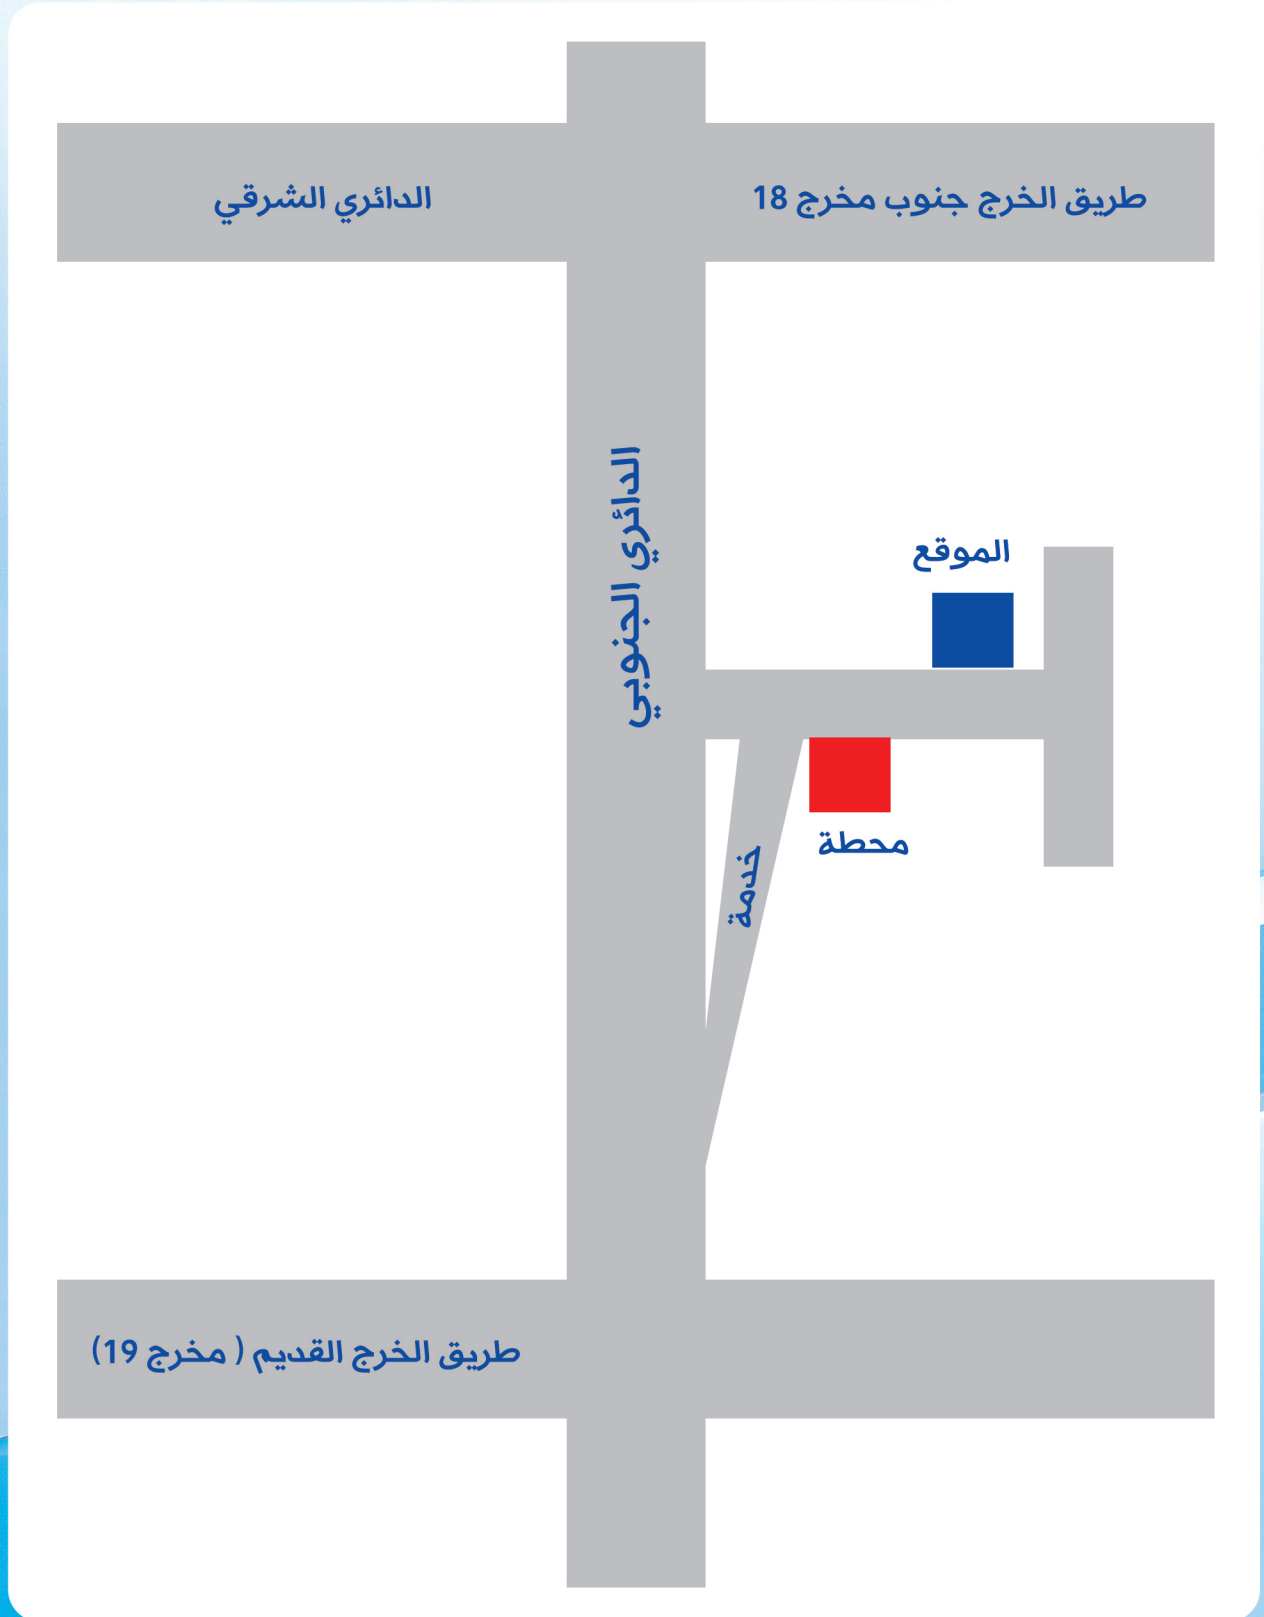 طريق الخرج جنوب مخرج 18
الدائري الشرقي
الدائري الجنوبي
الموقع
محطة
خدمة
طريق الخرج القديم ( مخرج 19)